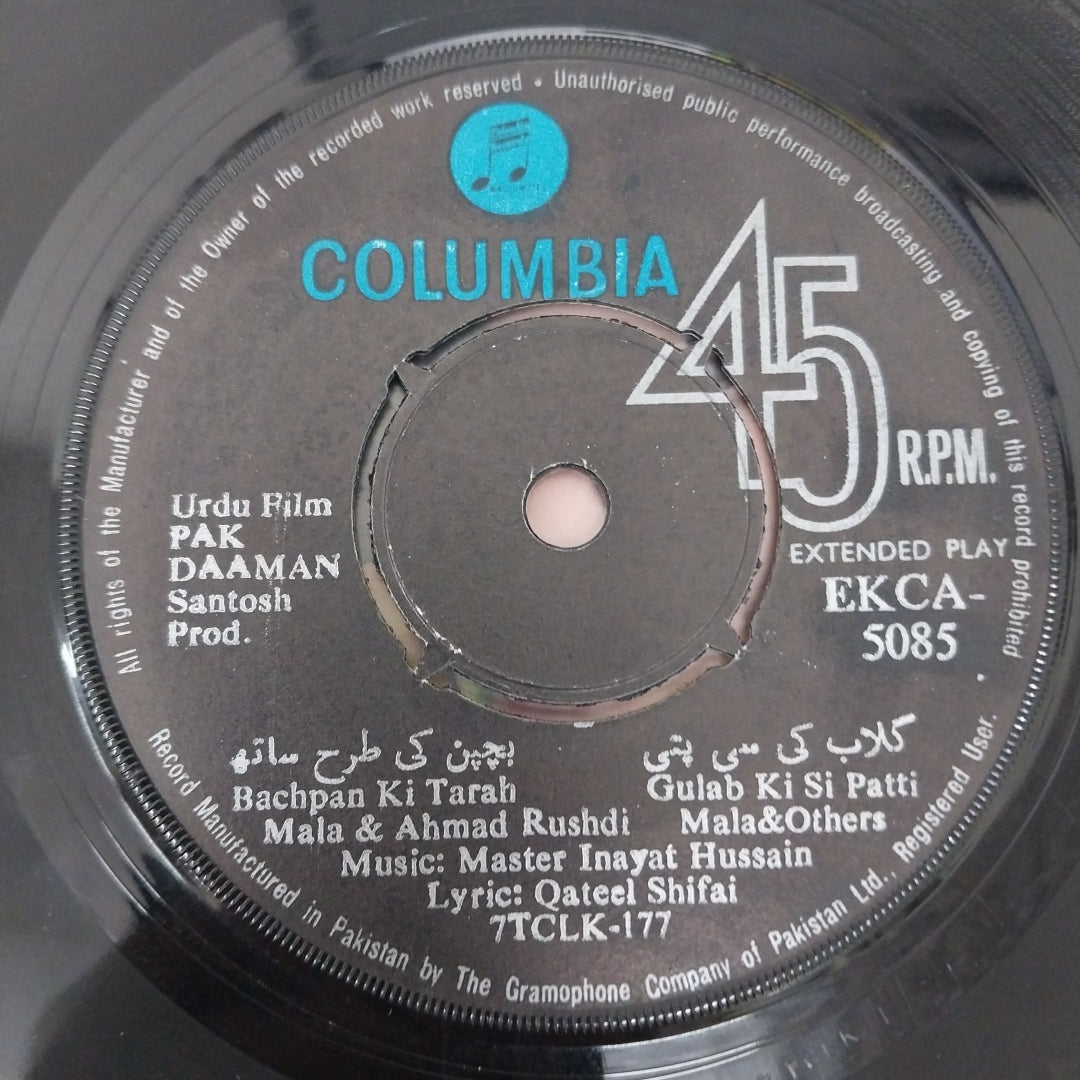 All rights of the Manufacturer and of the Owner of the recorded work reserved • Unauthorised public performance broadcasting and copying of this record prohibited
COLUMBIA
45
R.P.M.
EXTENDED PLAY
EKCA-
5085
Urdu Film
PAK
DAAMAN
Santosh
Prod.
بچپن کی طرح ساتھ
گلاب کی سی پتی
Bachpan Ki Tarah
Gulab Ki Si Patti
Mala & Ahmad Rushdi
Mala&Others
Music: Master Inayat Hussain
Lyric: Qateel Shifai
7TCLK-177
Record Manufactured in Pakistan by The Gramophone Company of Pakistan Ltd., Registered User.